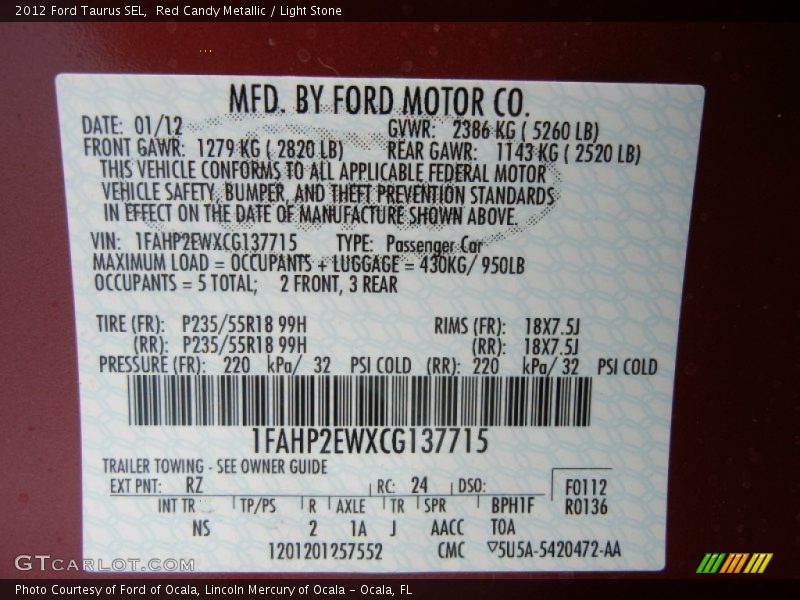 2012 Ford Taurus SEL,  Red Candy Metallic / Light Stone
MFD. BY FORD MOTOR CO.
DATE: 01/12 GVWR: 2386 KG ( 5260 LB)
FRONT GAWR: 1279 KG ( 2820 LB) REAR GAWR: 1143 KG ( 2520 LB)
THIS VEHICLE CONFORMS TO ALL APPLICABLE FEDERAL MOTOR
VEHICLE SAFETY, BUMPER, AND THEFT PREVENTION STANDARDS
IN EFFECT ON THE DATE OF MANUFACTURE SHOWN ABOVE.
VIN: 1FAHP2EWXCG137715 TYPE: Passenger Car
MAXIMUM LOAD = OCCUPANTS + LUGGAGE = 430KG/ 950LB
OCCUPANTS = 5 TOTAL; 2 FRONT, 3 REAR
TIRE (FR): P235/55R18 99H RIMS (FR): 18X7.5J
(RR): P235/55R18 99H (RR): 18X7.5J
PRESSURE (FR): 220 kPa/ 32 PSI COLD (RR): 220 kPa/ 32 PSI COLD
1FAHP2EWXCG137715
TRAILER TOWING - SEE OWNER GUIDE
EXT PNT: RZ RC: 24 DSO: F0112
INT TR TP/PS R AXLE TR SPR BPH1F R0136
NS 2 1A J AACC TOA
1201201257552 CMC ▽5U5A-5420472-AA
GTCarLot.com
Photo Courtesy of Ford of Ocala, Lincoln Mercury of Ocala - Ocala, FL